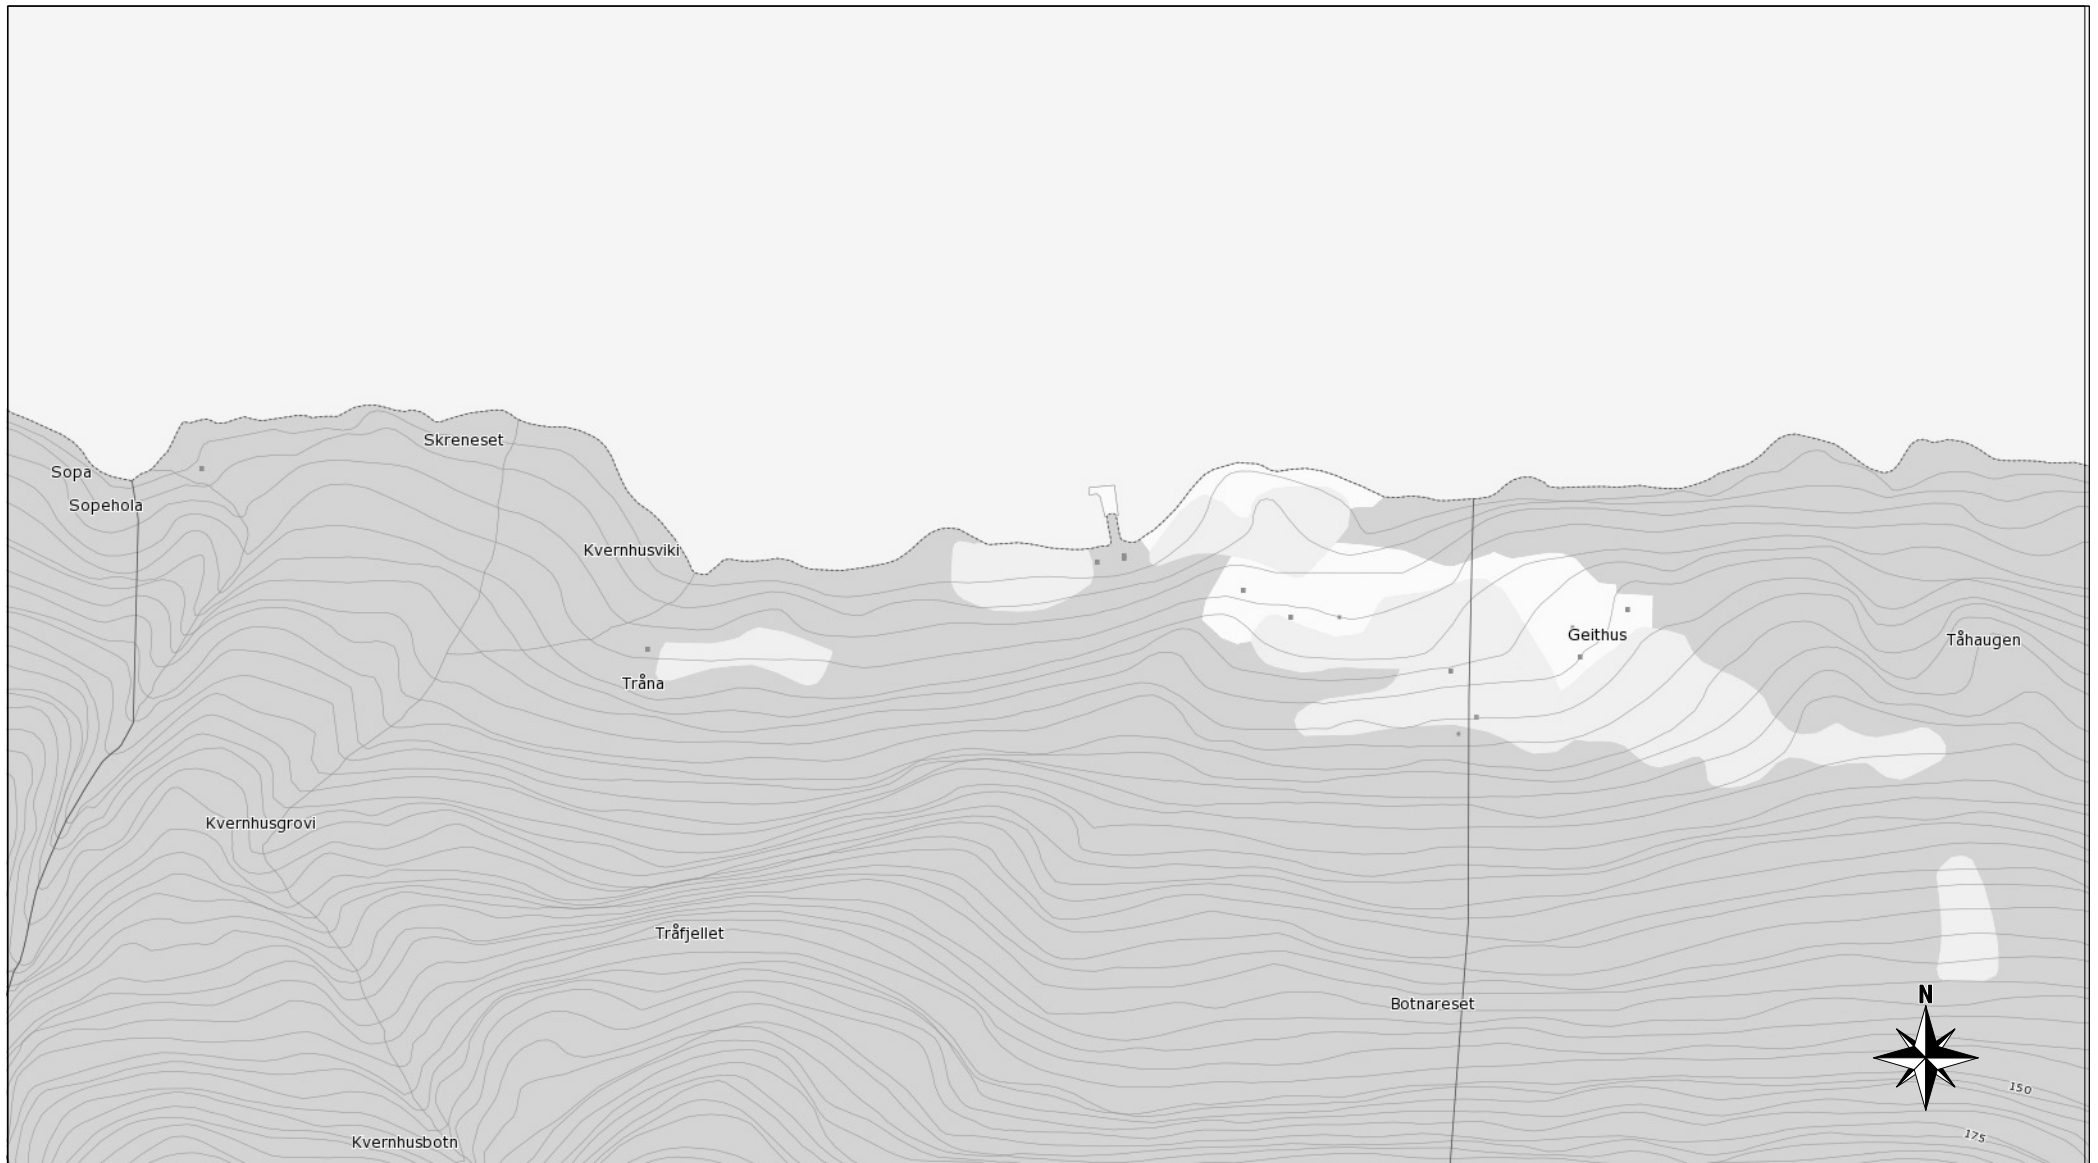 Skreneset
Sopa
Sopehola
Kvernhusviki
Geithus
Tåhaugen
Tråna
Kvernhusgrovi
Tråfjellet
N
Botnareset
150
175
Kvernhusbotn